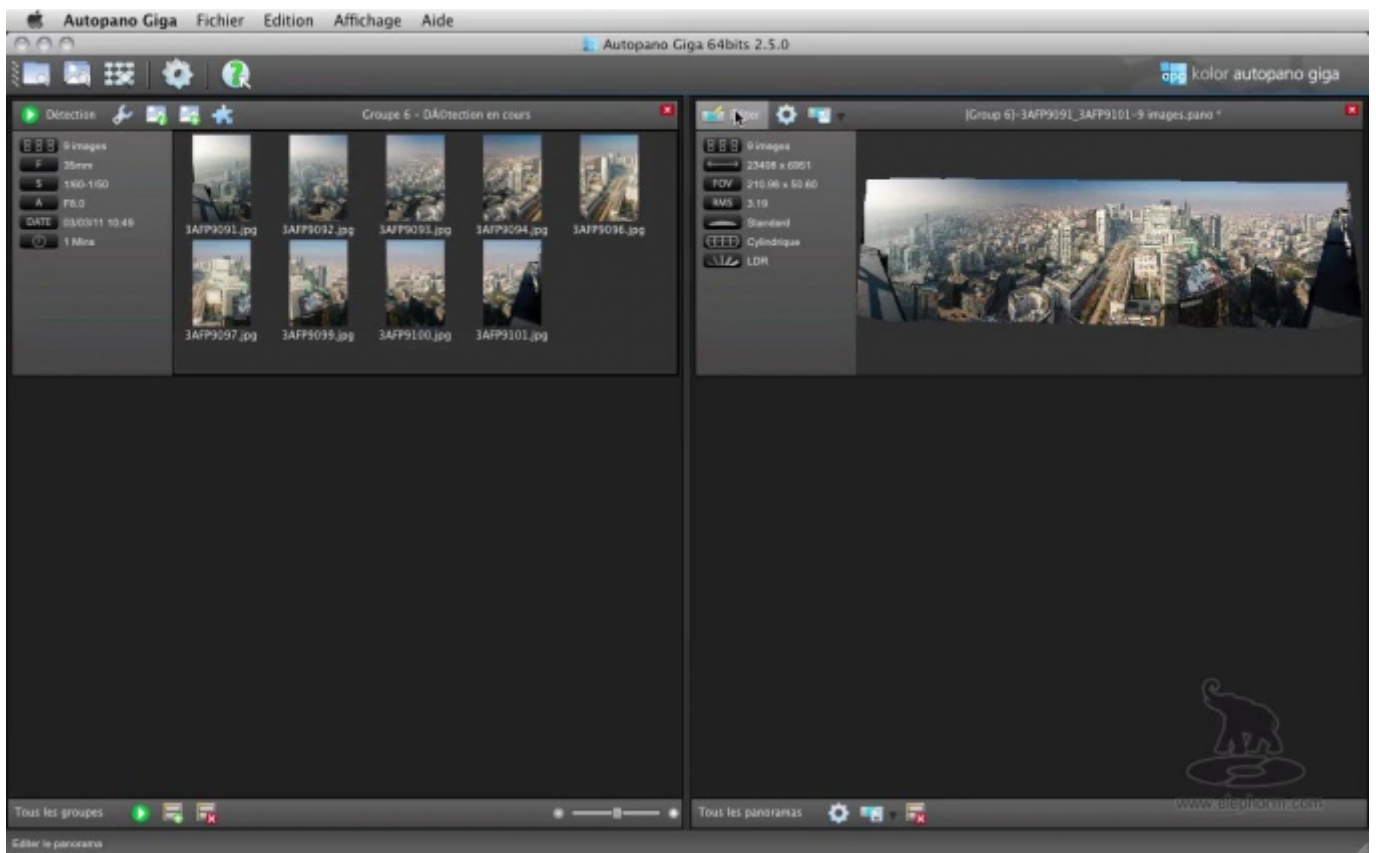 Autopano Giga Fichier Edition Affichage Aide
Autopano Giga 64bits 2.5.0
apg kolor autopano giga
Détection
Groupe 6 - DÃOtection en cours
9 images
F 35mm
S 1/60-1/50
A F8.0
DATE 03/03/11 10:49
1 Mins
3AFP9091.jpg 3AFP9092.jpg 3AFP9093.jpg 3AFP9094.jpg 3AFP9096.jpg
3AFP9097.jpg 3AFP9099.jpg 3AFP9100.jpg 3AFP9101.jpg
[Group 6]-3AFP9091_3AFP9101-9 images.pano *
9 images
23406 x 6951
FOV 210.96 x 50.60
RMS 3.19
Standard
Cylindrique
LDR
Tous les groupes
Tous les panoramas
www.elephorm.com
Editer le panorama